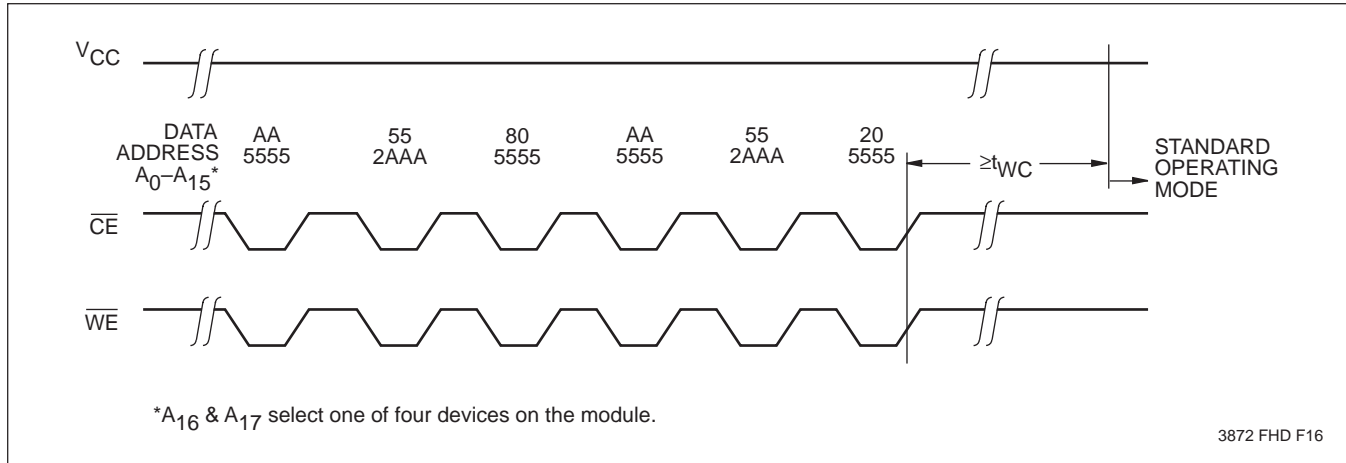 VCC
DATA AA 55 80 AA 55 20
ADDRESS 5555 2AAA 5555 5555 2AAA 5555
A0–A15*
≥tWC
STANDARD
OPERATING
MODE
CE
WE
*A16 & A17 select one of four devices on the module.
3872 FHD F16